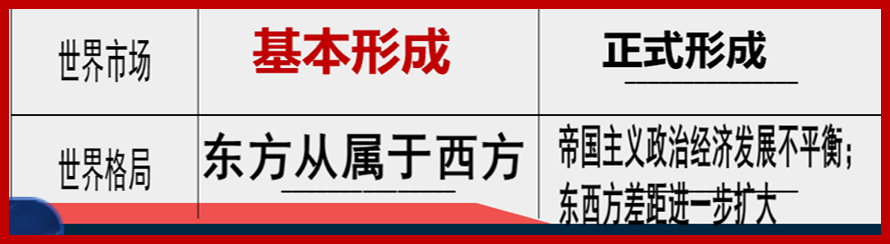 世界市场
基本形成
正式形成
世界格局
东方从属于西方
帝国主义政治经济发展不平衡；
东西方差距进一步扩大